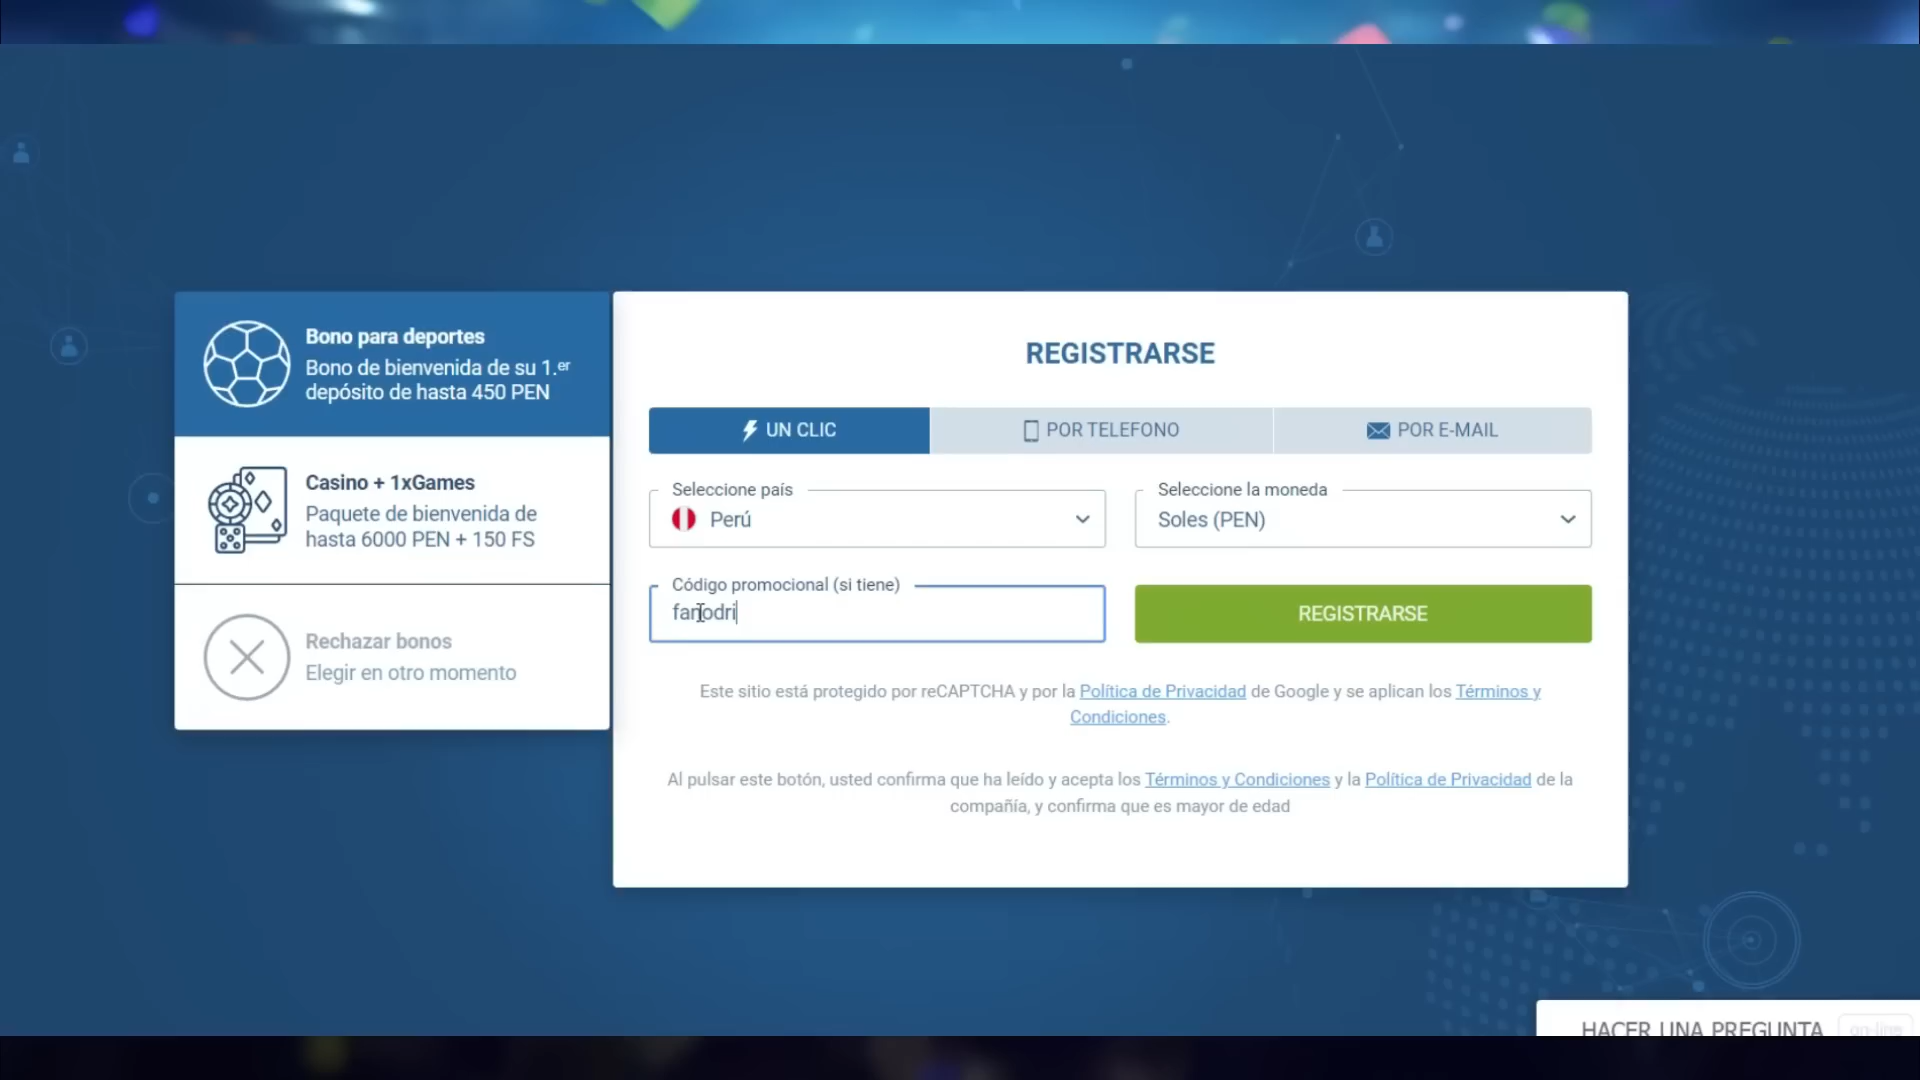 Bono para deportes
Bono de bienvenida de su 1.er
depósito de hasta 450 PEN
Casino + 1xGames
Paquete de bienvenida de
hasta 6000 PEN + 150 FS
Rechazar bonos
Elegir en otro momento
REGISTRARSE
UN CLIC
POR TELEFONO
POR E-MAIL
Seleccione país
Perú
Seleccione la moneda
Soles (PEN)
Código promocional (si tiene)
REGISTRARSE
Este sitio está protegido por reCAPTCHA y por la Política de Privacidad de Google y se aplican los Términos y
Condiciones.
Al pulsar este botón, usted confirma que ha leído y acepta los Términos y Condiciones y la Política de Privacidad de la
compañía, y confirma que es mayor de edad
HACER UNA PREGUNTA
on-line